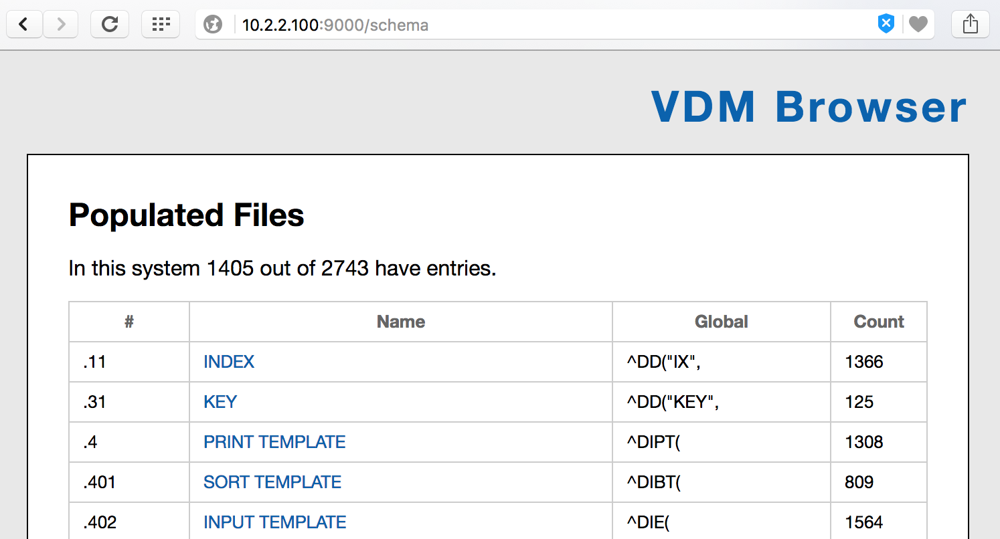 10.2.2.100:9000/schema
VDM Browser
Populated Files
In this system 1405 out of 2743 have entries.
# Name Global Count
.11 INDEX ^DD("IX", 1366
.31 KEY ^DD("KEY", 125
.4 PRINT TEMPLATE ^DIPT( 1308
.401 SORT TEMPLATE ^DIBT( 809
.402 INPUT TEMPLATE ^DIE( 1564